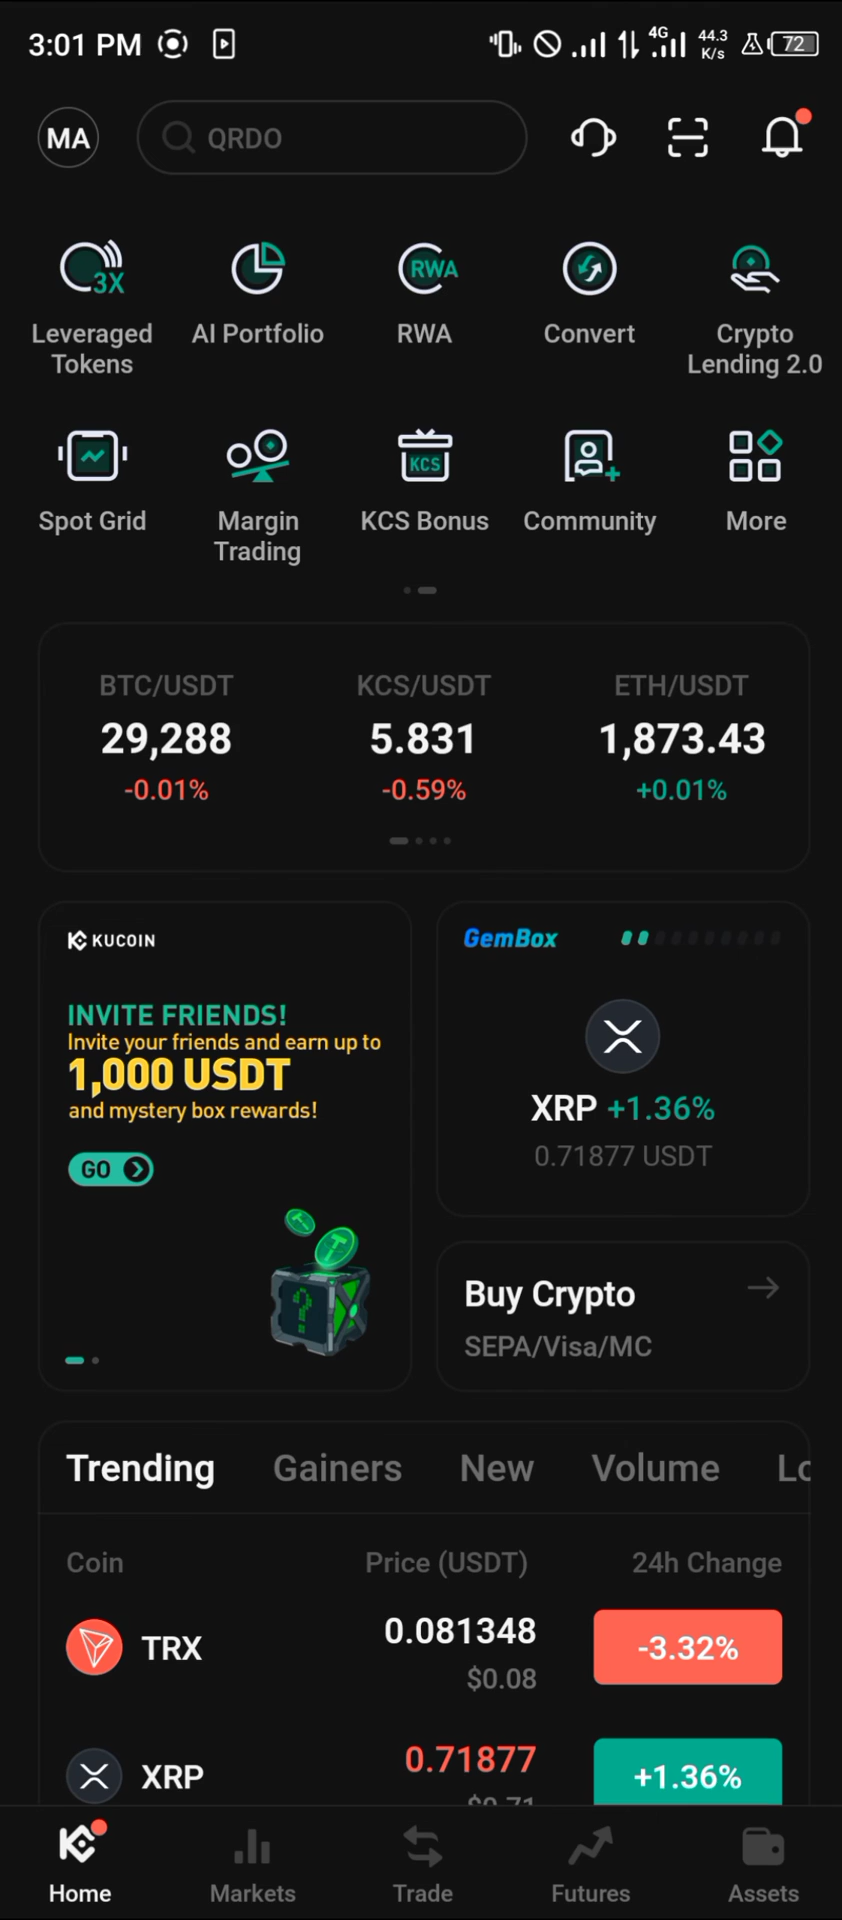 3:01 PM
4G
44.3
K/s
72
MA
QRDO
3X
RWA
Leveraged
Tokens
AI Portfolio
RWA
Convert
Crypto
Lending 2.0
KCS
Spot Grid
Margin
Trading
KCS Bonus
Community
More
BTC/USDT
KCS/USDT
ETH/USDT
29,288
5.831
1,873.43
-0.01%
-0.59%
+0.01%
KUCOIN
INVITE FRIENDS!
Invite your friends and earn up to
1,000 USDT
and mystery box rewards!
GO
GemBox
XRP +1.36%
0.71877 USDT
Buy Crypto
SEPA/Visa/MC
Trending Gainers New Volume Lo
Coin Price (USDT) 24h Change
TRX 0.081348 -3.32%
$0.08
XRP 0.71877 +1.36%
$0.71
Home Markets Trade Futures Assets